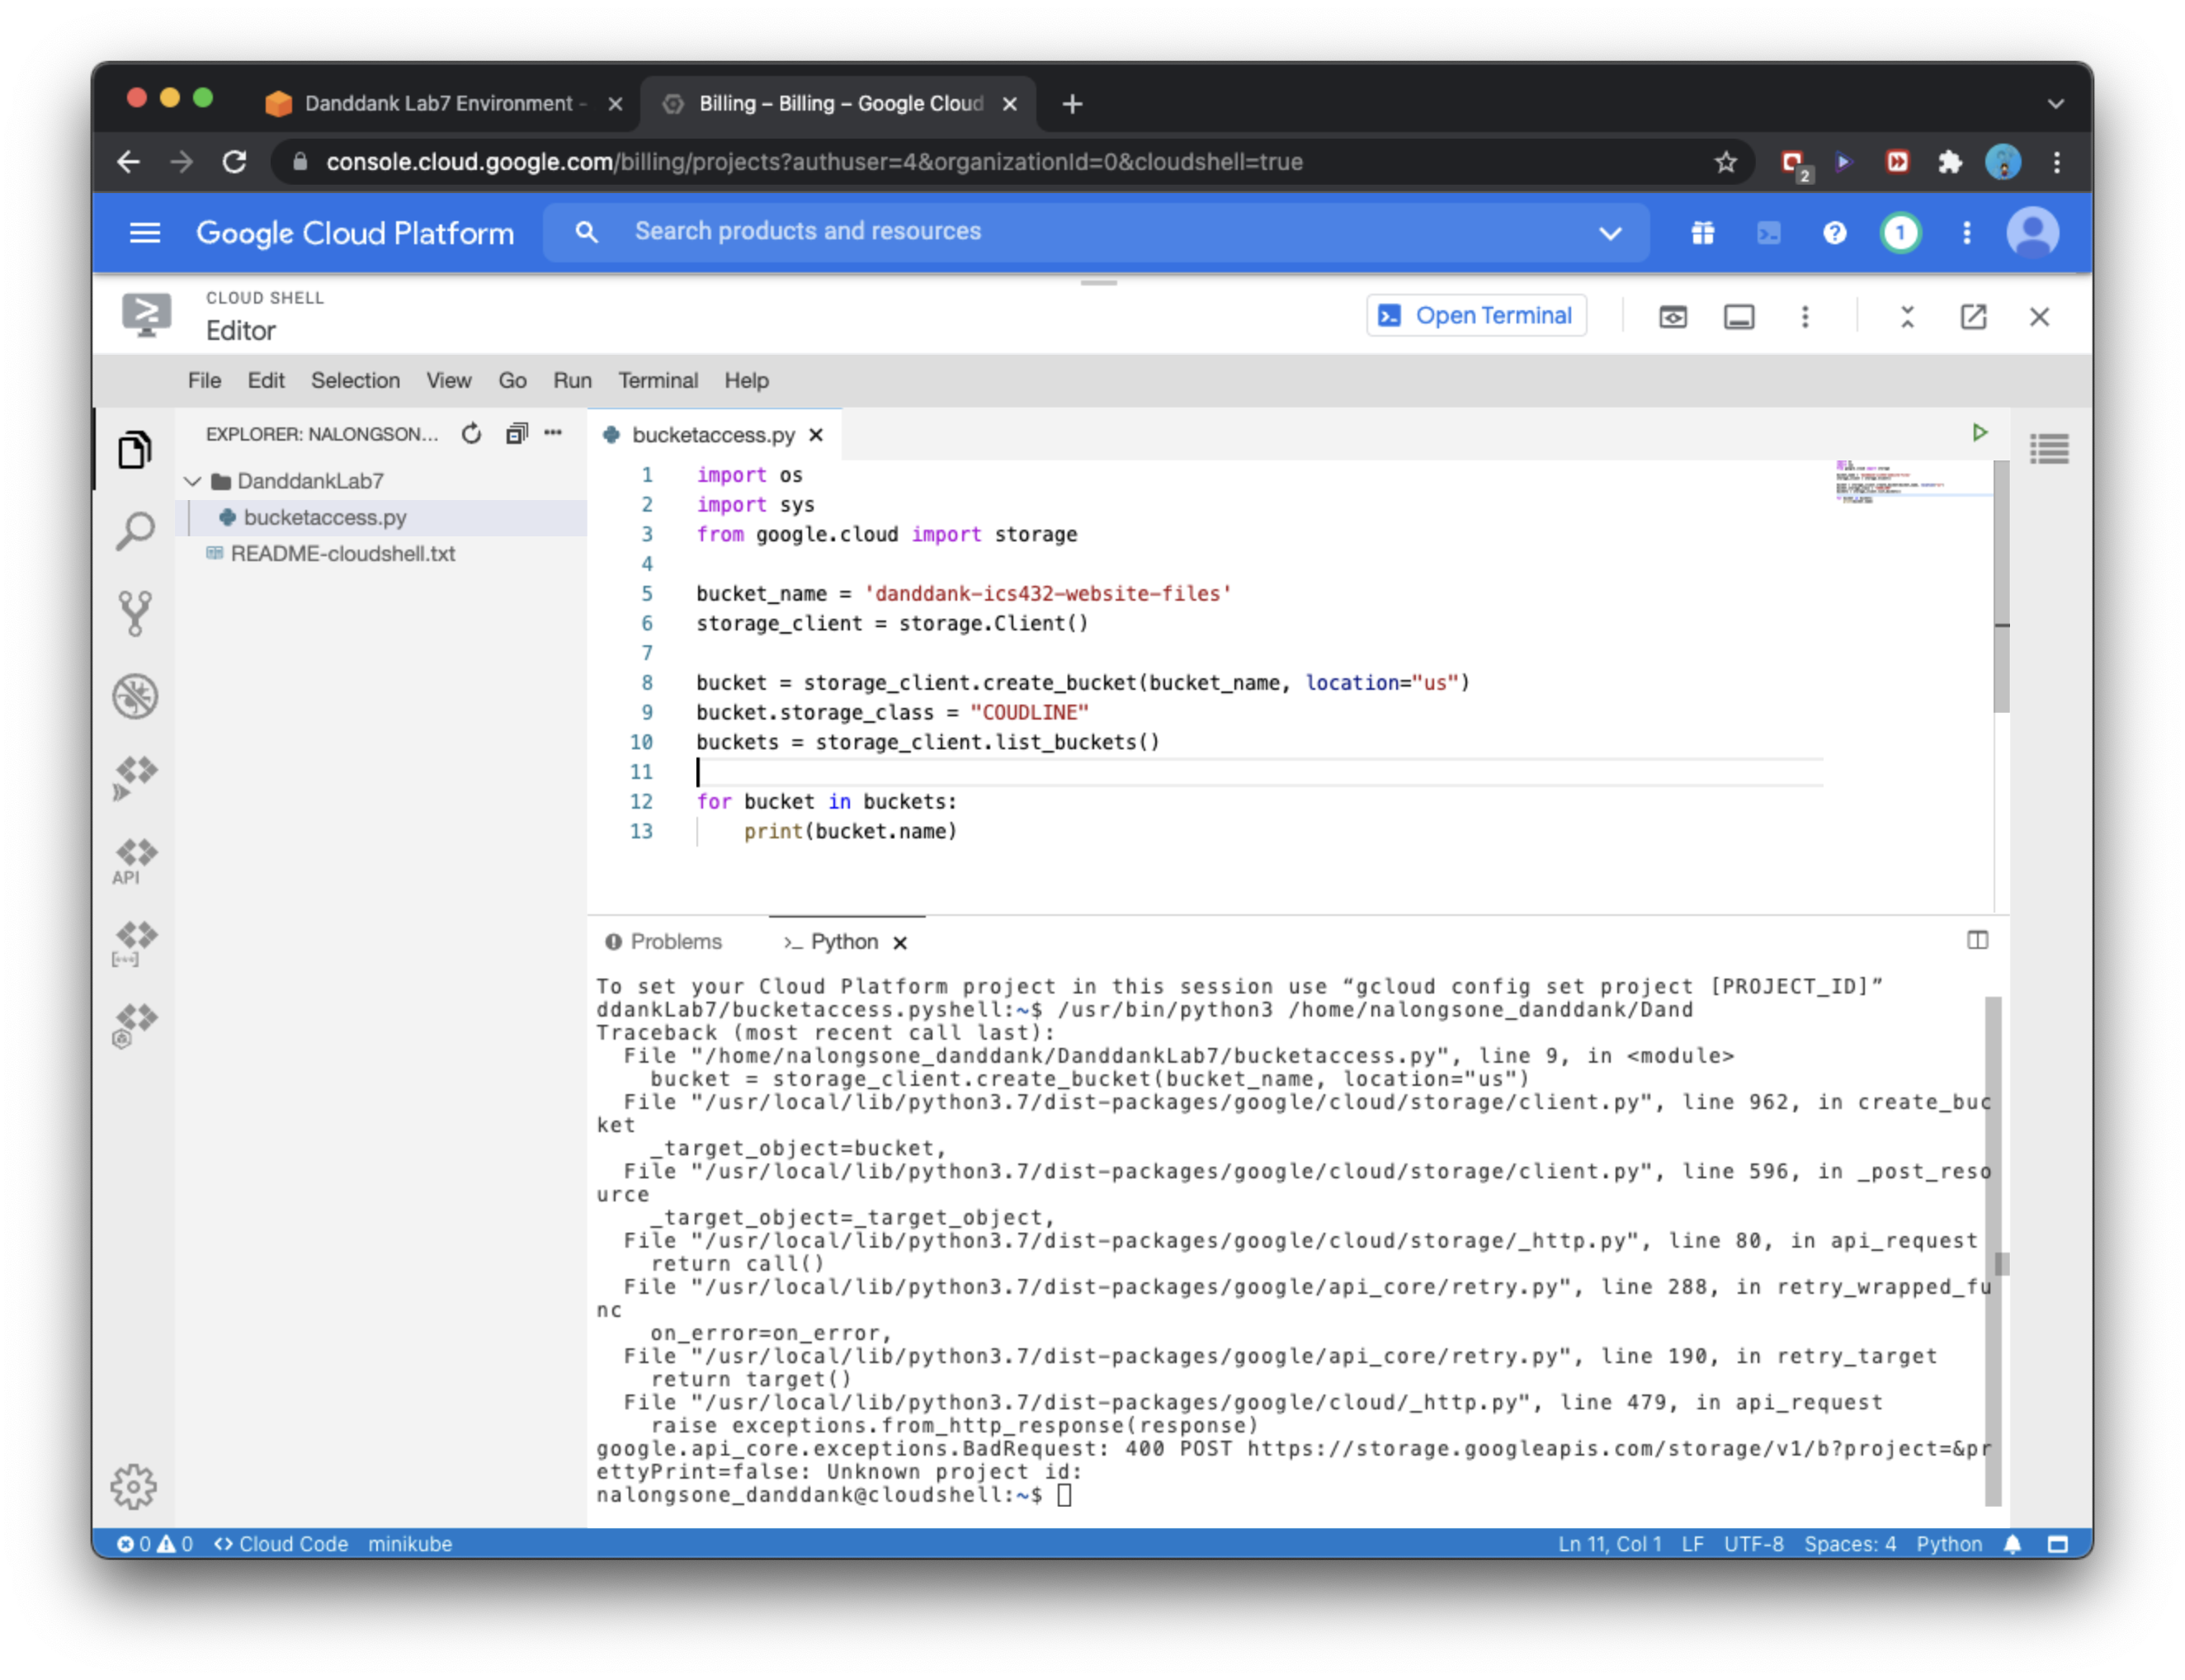 Danddank Lab7 Environment -
Billing – Billing – Google Cloud
console.cloud.google.com/billing/projects?authuser=4&organizationId=0&cloudshell=true
2
Google Cloud Platform
Search products and resources
1
CLOUD SHELL
Editor
Open Terminal
File Edit Selection View Go Run Terminal Help
EXPLORER: NALONGSON...
DanddankLab7
bucketaccess.py
README-cloudshell.txt
API
bucketaccess.py
1 import os
2 import sys
3 from google.cloud import storage
4
5 bucket_name = 'danddank-ics432-website-files'
6 storage_client = storage.Client()
7
8 bucket = storage_client.create_bucket(bucket_name, location="us")
9 bucket.storage_class = "COUDLINE"
10 buckets = storage_client.list_buckets()
11
12 for bucket in buckets:
13     print(bucket.name)
Problems >_ Python
To set your Cloud Platform project in this session use “gcloud config set project [PROJECT_ID]”
ddankLab7/bucketaccess.pyshell:~$ /usr/bin/python3 /home/nalongsone_danddank/Dand
Traceback (most recent call last):
  File "/home/nalongsone_danddank/DanddankLab7/bucketaccess.py", line 9, in <module>
    bucket = storage_client.create_bucket(bucket_name, location="us")
  File "/usr/local/lib/python3.7/dist-packages/google/cloud/storage/client.py", line 962, in create_buc
ket
    _target_object=bucket,
  File "/usr/local/lib/python3.7/dist-packages/google/cloud/storage/client.py", line 596, in _post_reso
urce
    _target_object=_target_object,
  File "/usr/local/lib/python3.7/dist-packages/google/cloud/storage/_http.py", line 80, in api_request
    return call()
  File "/usr/local/lib/python3.7/dist-packages/google/api_core/retry.py", line 288, in retry_wrapped_fu
nc
    on_error=on_error,
  File "/usr/local/lib/python3.7/dist-packages/google/api_core/retry.py", line 190, in retry_target
    return target()
  File "/usr/local/lib/python3.7/dist-packages/google/cloud/_http.py", line 479, in api_request
    raise exceptions.from_http_response(response)
google.api_core.exceptions.BadRequest: 400 POST https://storage.googleapis.com/storage/v1/b?project=&pr
ettyPrint=false: Unknown project id:
nalongsone_danddank@cloudshell:~$
0 0 <> Cloud Code minikube Ln 11, Col 1 LF UTF-8 Spaces: 4 Python